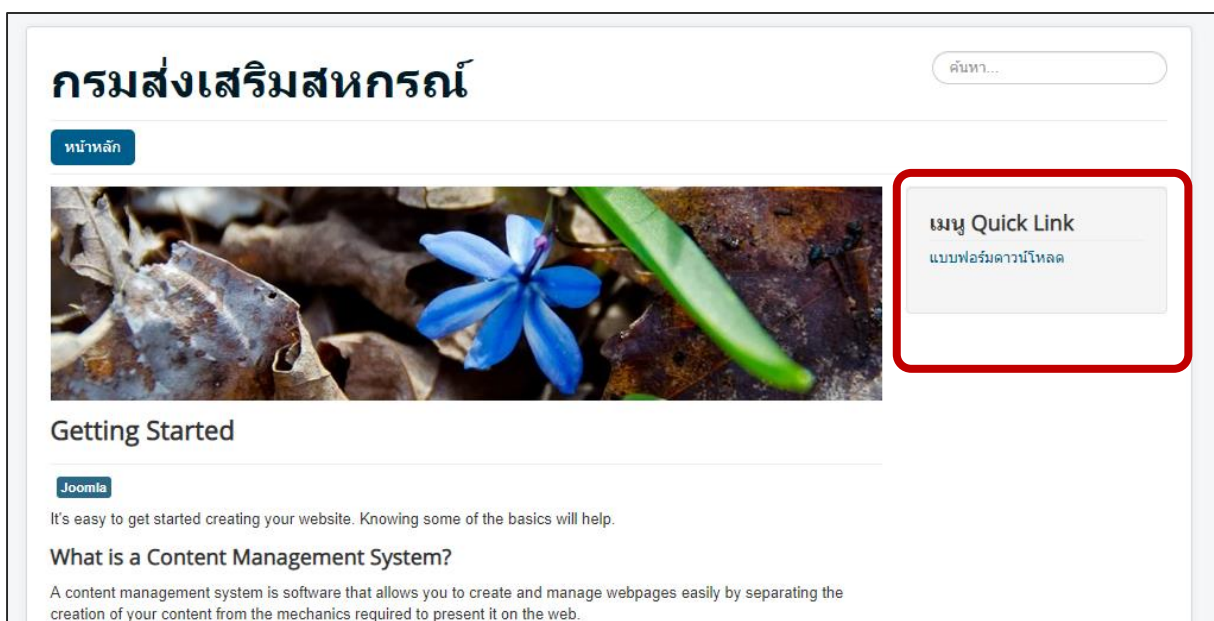 กรมส่งเสริมสหกรณ์
ค้นหา...
หน้าหลัก
เมนู Quick Link
แบบฟอร์มดาวน์โหลด
Getting Started
Joomla
It's easy to get started creating your website. Knowing some of the basics will help.
What is a Content Management System?
A content management system is software that allows you to create and manage webpages easily by separating the
creation of your content from the mechanics required to present it on the web.